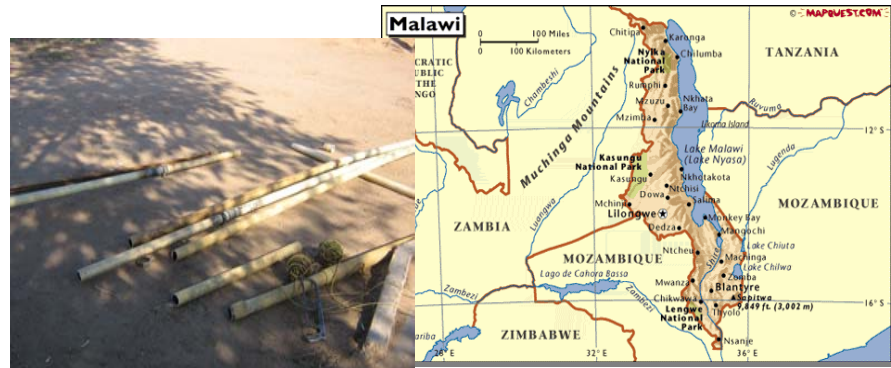 Malawi
© MAPQUEST.COM
0 100 Miles
0 100 Kilometers
Chitipa
Karonga
Nyika
National
Park
Chilumba
TANZANIA
CRATIC
UBLIC
THE
NGO
Chambeshi
Muchinga Mountains
Rumphi
Mzuzu
Nkhata
Bay
Mzimba
Likoma Island
Ruvuma
12°S
Lake Malawi
(Lake Nyasa)
Lugenda
Kasungu
National Park
Kasungu
Nkhotakota
Ntchisi
Dowa
Salima
Mchinji
Lilongwe
Luangwa
ZAMBIA
MOZAMBIQUE
Monkey Bay
Dedza
Mangochi
Ntcheu
Lake Chiuta
MOZAMBIQUE
Shire
Machinga
Lake Chilwa
Lago de Cahora Bassa
Zomba
Mwanza
Blantyre
Zambezi
Zambezi
Chikwawa
Sabitwa
9,849 ft. (3,002 m)
16°S
Lengwe
National
Park
Thyolo
ZIMBABWE
Nsanje
ariba
28°E
32°E
36°E